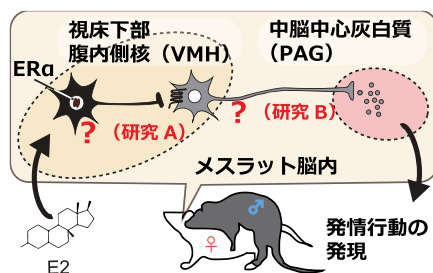 視床下部
腹内側核（VMH）
中脳中心灰白質
（PAG）
ERα
?
（研究 A）
?
（研究 B）
メスラット脳内
♂
♀
E2
発情行動の
発現